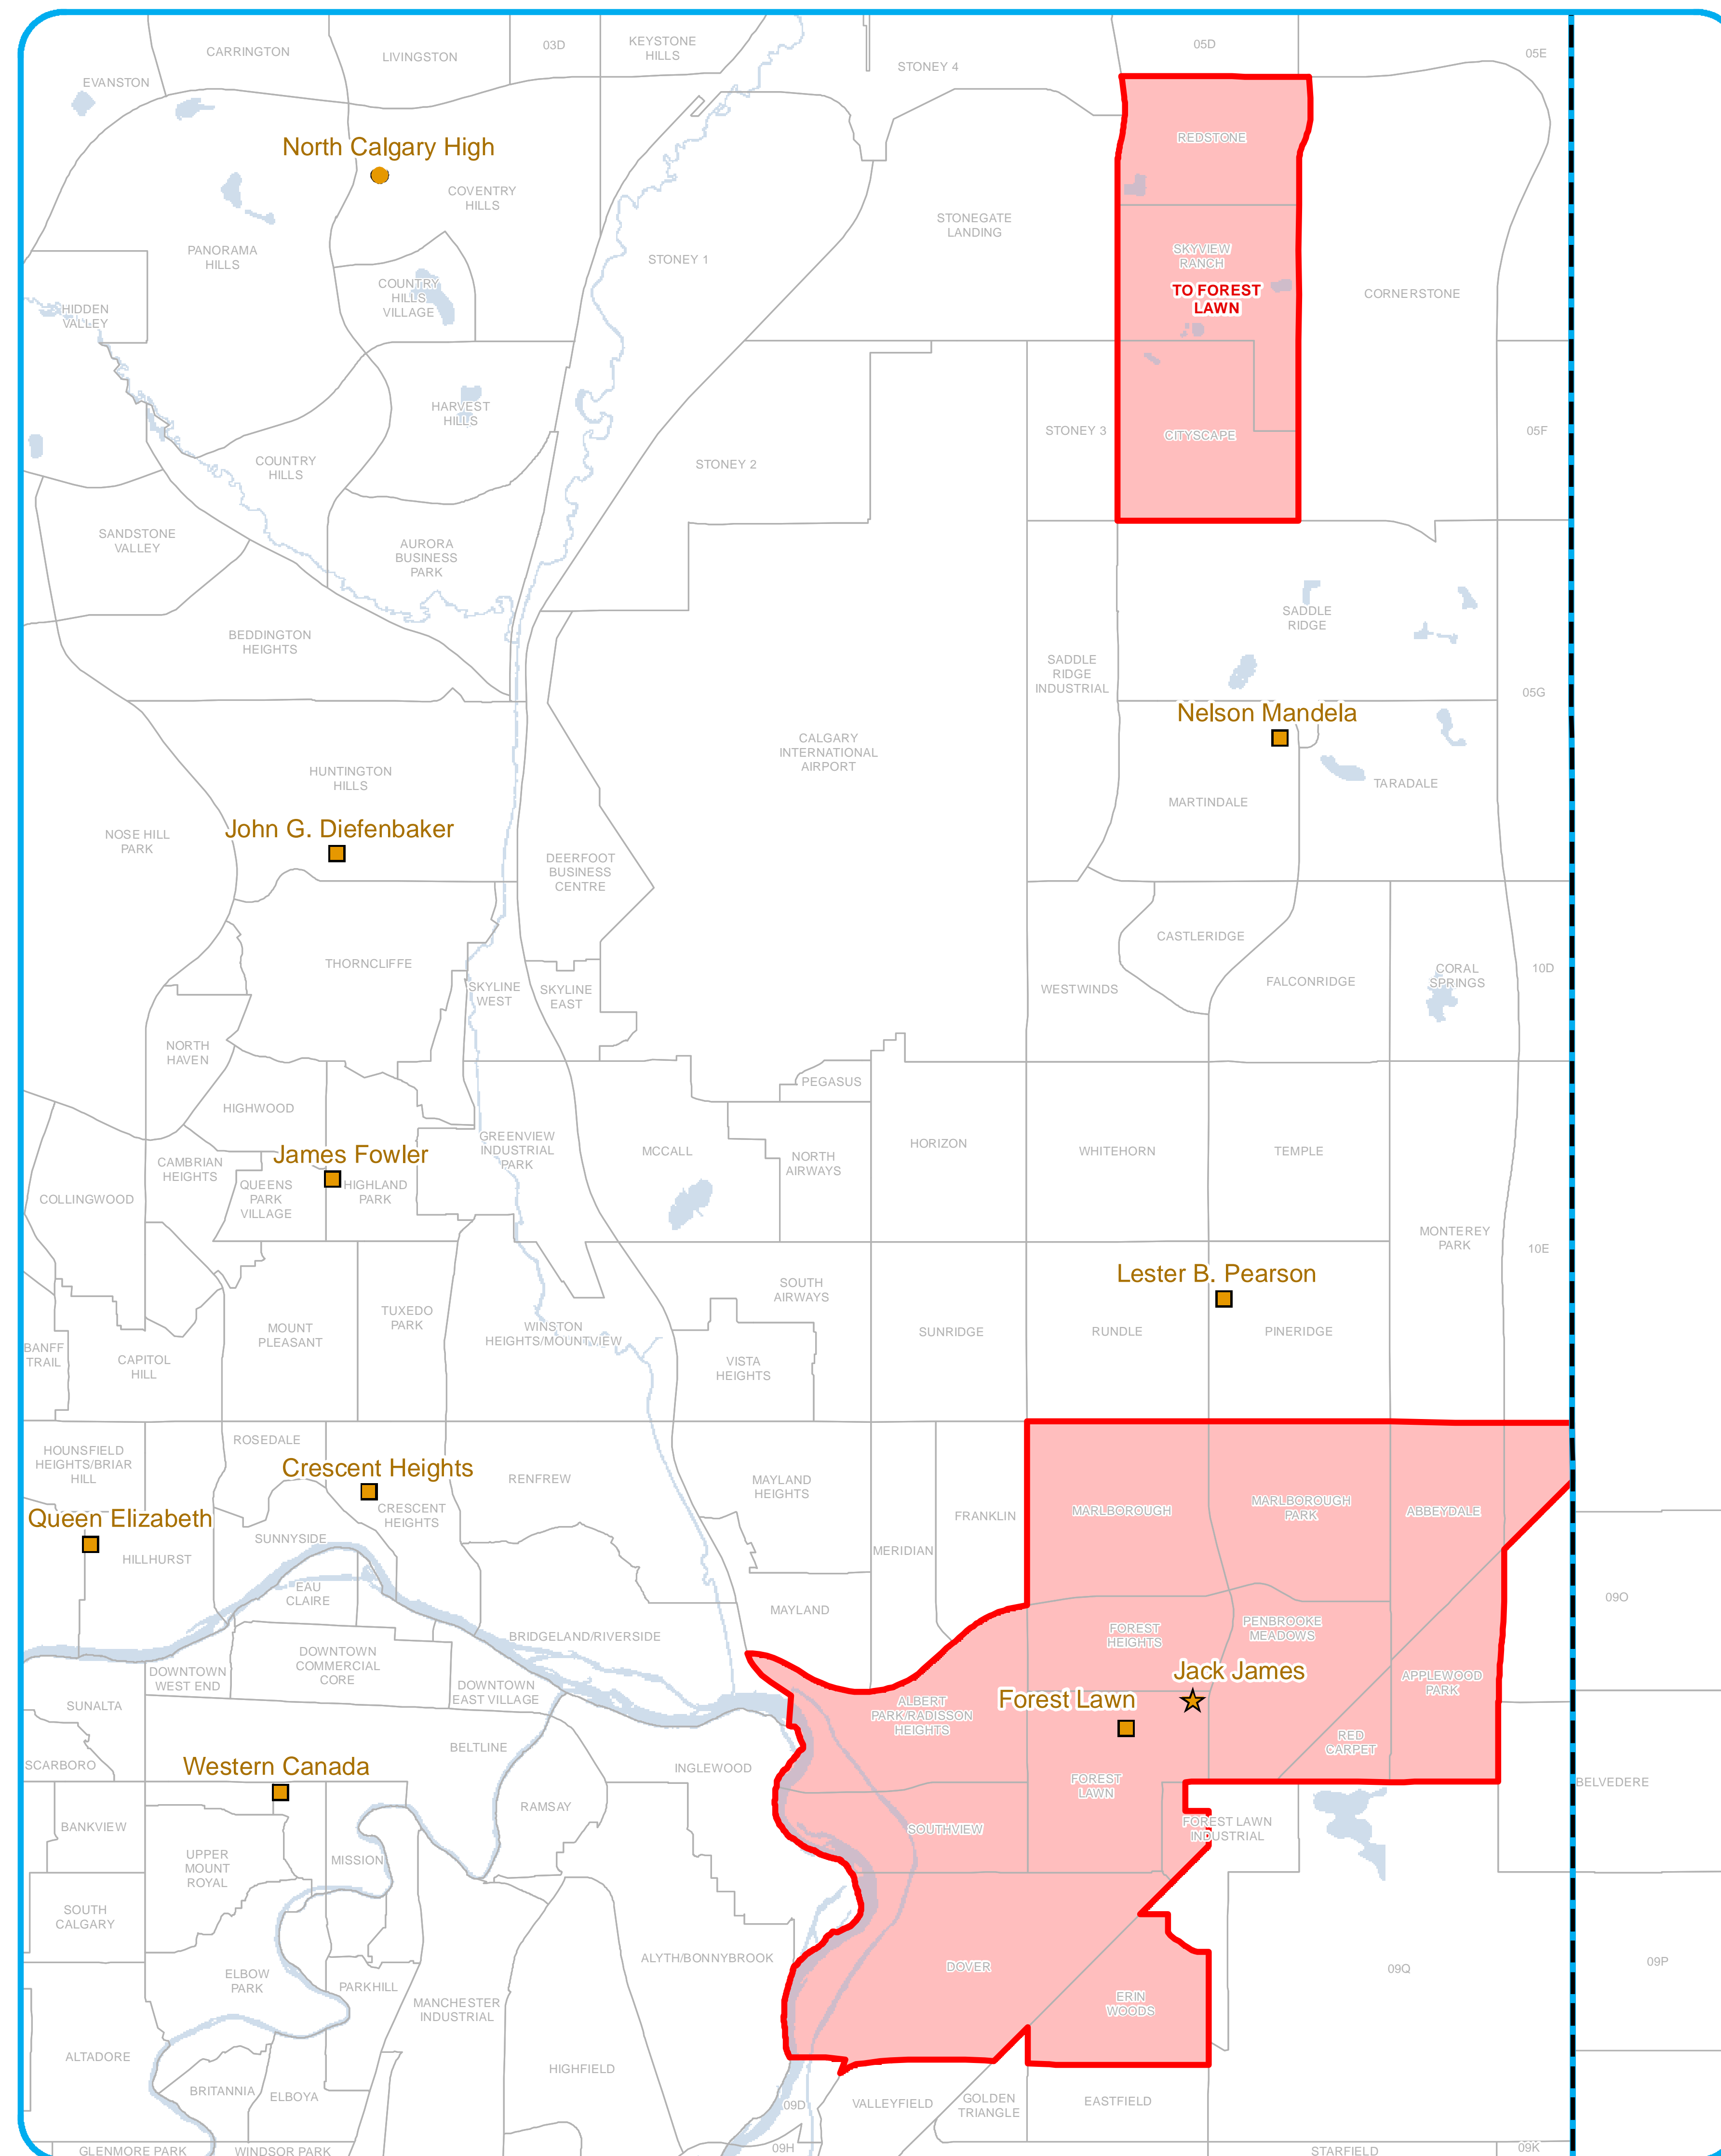 CARRINGTON
LIVINGSTON
03D
KEYSTONE
HILLS
STONEY 4
05D
05E
EVANSTON
North Calgary High
REDSTONE
COVENTRY
HILLS
STONEGATE
LANDING
PANORAMA
HILLS
STONEY 1
SKYVIEW
RANCH
TO FOREST
LAWN
CORNERSTONE
COUNTRY
HILLS
VILLAGE
HIDDEN
VALLEY
HARVEST
HILLS
STONEY 3
CITYSCAPE
05F
COUNTRY
HILLS
STONEY 2
SANDSTONE
VALLEY
AURORA
BUSINESS
PARK
SADDLE
RIDGE
BEDDINGTON
HEIGHTS
SADDLE
RIDGE
INDUSTRIAL
05G
Nelson Mandela
CALGARY
INTERNATIONAL
AIRPORT
HUNTINGTON
HILLS
TARADALE
MARTINDALE
John G. Diefenbaker
NOSE HILL
PARK
DEERFOOT
BUSINESS
CENTRE
CASTLERIDGE
THORNCLIFFE
FALCONRIDGE
CORAL
SPRINGS
10D
SKYLINE
WEST
SKYLINE
EAST
WESTWINDS
NORTH
HAVEN
PEGASUS
HIGHWOOD
GREENVIEW
INDUSTRIAL
PARK
MCCALL
NORTH
AIRWAYS
HORIZON
WHITEHORN
TEMPLE
James Fowler
CAMBRIAN
HEIGHTS
COLLINGWOOD
QUEENS
PARK
VILLAGE
HIGHLAND
PARK
MONTEREY
PARK
10E
Lester B. Pearson
SOUTH
AIRWAYS
TUXEDO
PARK
MOUNT
PLEASANT
WINSTON
HEIGHTS/MOUNTVIEW
SUNRIDGE
RUNDLE
PINERIDGE
BANFF
TRAIL
CAPITOL
HILL
VISTA
HEIGHTS
HOUNSFIELD
HEIGHTS/BRIAR
HILL
ROSEDALE
Crescent Heights
RENFREW
MAYLAND
HEIGHTS
CRESCENT
HEIGHTS
FRANKLIN
MARLBOROUGH
MARLBOROUGH
PARK
ABBEYDALE
Queen Elizabeth
SUNNYSIDE
HILLHURST
MERIDIAN
EAU
CLAIRE
09O
MAYLAND
BRIDGELAND/RIVERSIDE
FOREST
HEIGHTS
PENBROOKE
MEADOWS
DOWNTOWN
COMMERCIAL
CORE
DOWNTOWN
WEST END
DOWNTOWN
EAST VILLAGE
Jack James
APPLEWOOD
PARK
SUNALTA
ALBERT
PARK/RADISSON
HEIGHTS
Forest Lawn
BELTLINE
RED
CARPET
SCARBORO
Western Canada
INGLEWOOD
FOREST
LAWN
BELVEDERE
RAMSAY
BANKVIEW
SOUTHVIEW
FOREST LAWN
INDUSTRIAL
UPPER
MOUNT
ROYAL
MISSION
SOUTH
CALGARY
ALYTH/BONNYBROOK
DOVER
09Q
09P
ELBOW
PARK
PARKHILL
MANCHESTER
INDUSTRIAL
ERIN
WOODS
ALTADORE
HIGHFIELD
BRITANNIA
ELBOYA
09D
VALLEYFIELD
GOLDEN
TRIANGLE
EASTFIELD
GLENMORE PARK
WINDSOR PARK
09H
STARFIELD
09K